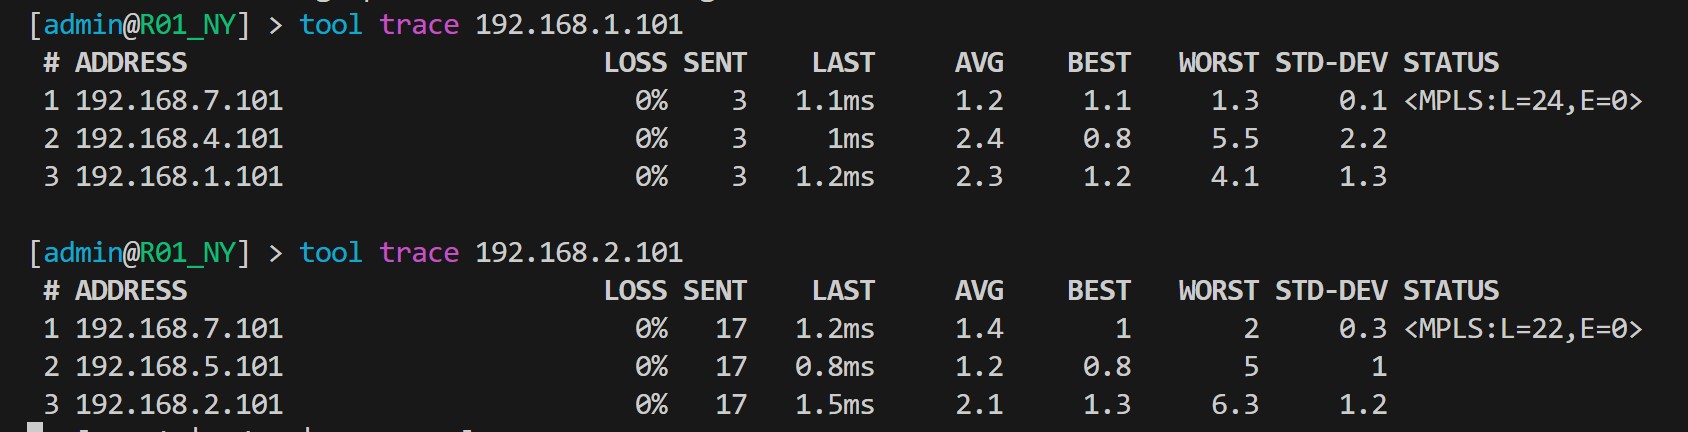 [admin@R01_NY] > tool trace 192.168.1.101
# ADDRESS LOSS SENT LAST AVG BEST WORST STD-DEV STATUS
1 192.168.7.101 0% 3 1.1ms 1.2 1.1 1.3 0.1 <MPLS:L=24,E=0>
2 192.168.4.101 0% 3 1ms 2.4 0.8 5.5 2.2
3 192.168.1.101 0% 3 1.2ms 2.3 1.2 4.1 1.3
[admin@R01_NY] > tool trace 192.168.2.101
# ADDRESS LOSS SENT LAST AVG BEST WORST STD-DEV STATUS
1 192.168.7.101 0% 17 1.2ms 1.4 1 2 0.3 <MPLS:L=22,E=0>
2 192.168.5.101 0% 17 0.8ms 1.2 0.8 5 1
3 192.168.2.101 0% 17 1.5ms 2.1 1.3 6.3 1.2